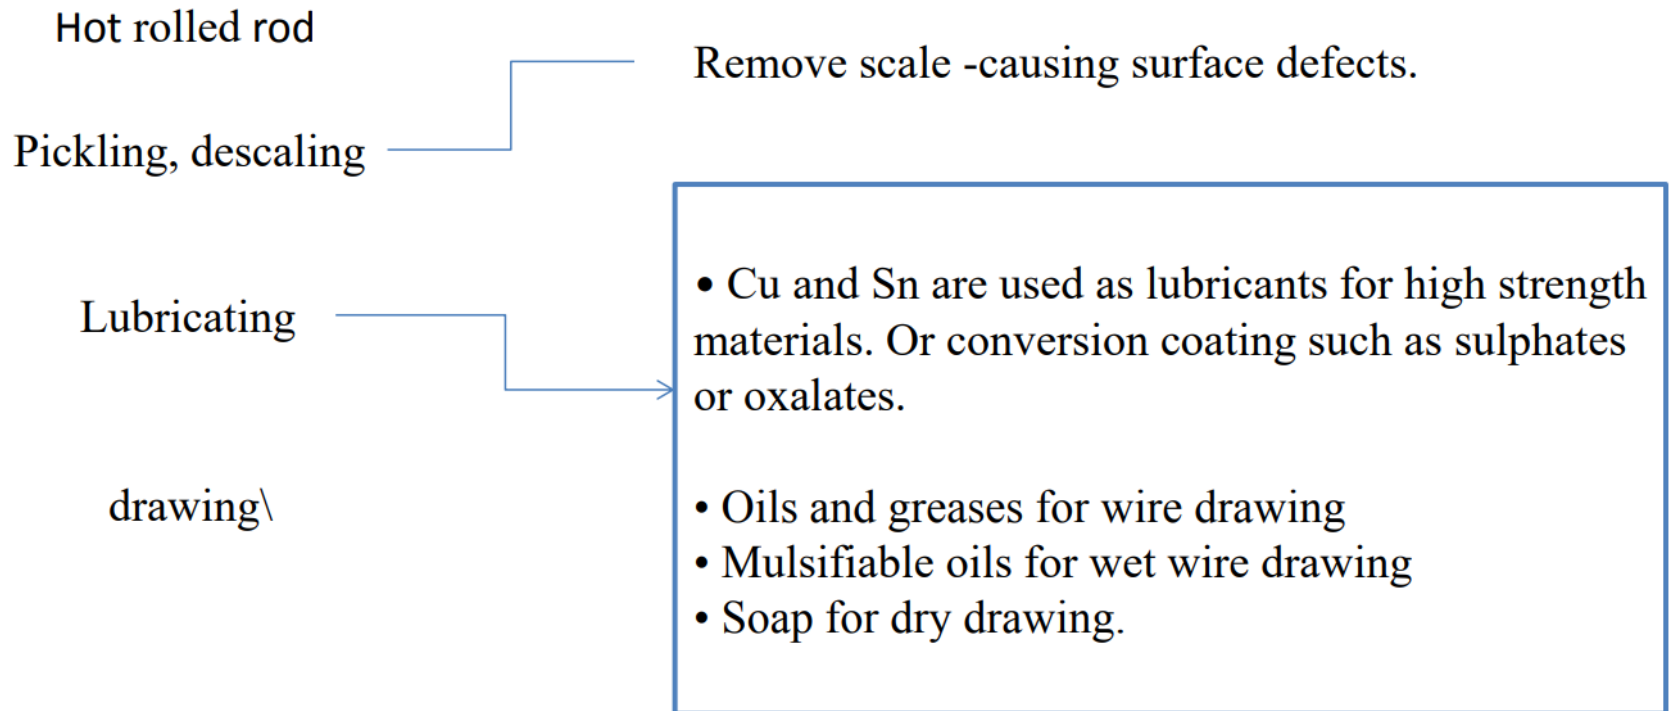 Hot rolled rod
Remove scale -causing surface defects.
Pickling, descaling
Lubricating
• Cu and Sn are used as lubricants for high strength
materials. Or conversion coating such as sulphates
or oxalates.
drawing\
• Oils and greases for wire drawing
• Mulsifiable oils for wet wire drawing
• Soap for dry drawing.